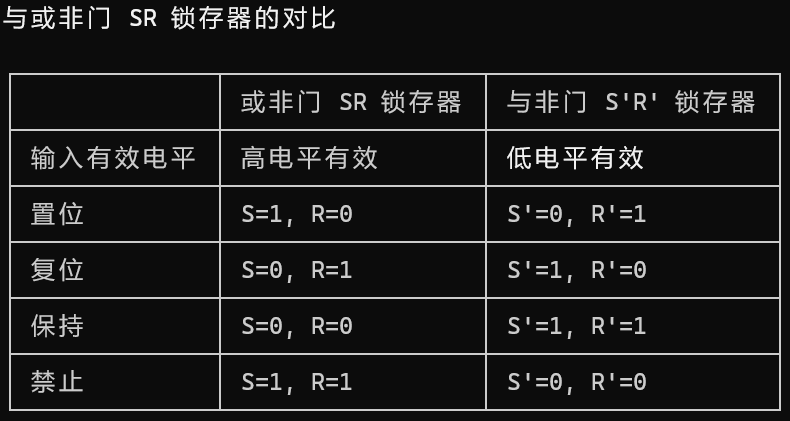 与或非门 SR 锁存器的对比
或非门 SR 锁存器 与非门 S'R' 锁存器
输入有效电平 高电平有效 低电平有效
置位 S=1, R=0 S'=0, R'=1
复位 S=0, R=1 S'=1, R'=0
保持 S=0, R=0 S'=1, R'=1
禁止 S=1, R=1 S'=0, R'=0